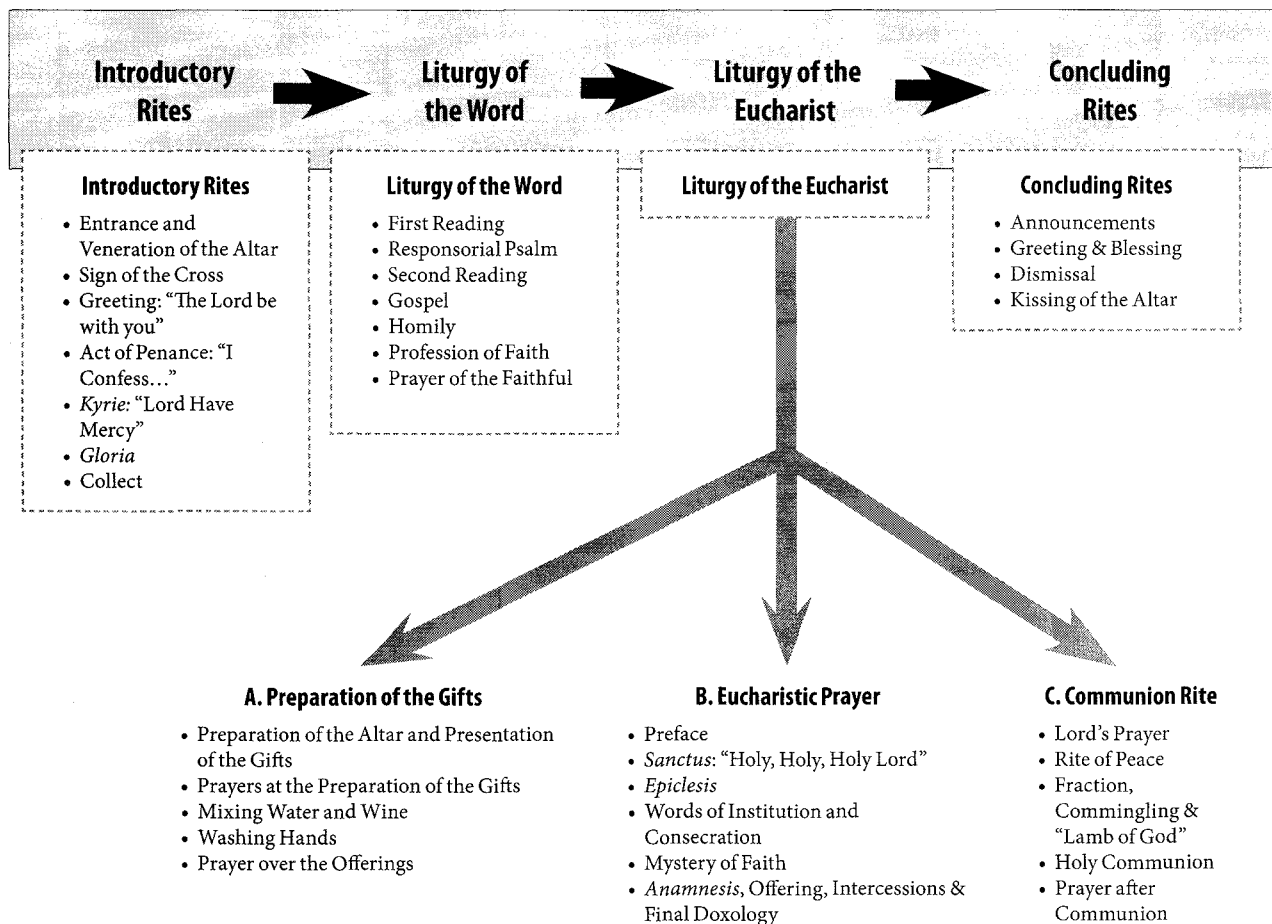 Introductory
Rites
Liturgy of
the Word
Liturgy of the
Eucharist
Concluding
Rites
Introductory Rites
• Entrance and
Veneration of the Altar
• Sign of the Cross
• Greeting: “The Lord be
with you”
• Act of Penance: “I
Confess…”
• Kyrie: “Lord Have
Mercy”
• Gloria
• Collect
Liturgy of the Word
• First Reading
• Responsorial Psalm
• Second Reading
• Gospel
• Homily
• Profession of Faith
• Prayer of the Faithful
Liturgy of the Eucharist
Concluding Rites
• Announcements
• Greeting & Blessing
• Dismissal
• Kissing of the Altar
A. Preparation of the Gifts
• Preparation of the Altar and Presentation
of the Gifts
• Prayers at the Preparation of the Gifts
• Mixing Water and Wine
• Washing Hands
• Prayer over the Offerings
B. Eucharistic Prayer
• Preface
• Sanctus: “Holy, Holy, Holy Lord”
• Epiclesis
• Words of Institution and
Consecration
• Mystery of Faith
• Anamnesis, Offering, Intercessions &
Final Doxology
C. Communion Rite
• Lord’s Prayer
• Rite of Peace
• Fraction,
Commingling &
“Lamb of God”
• Holy Communion
• Prayer after
Communion